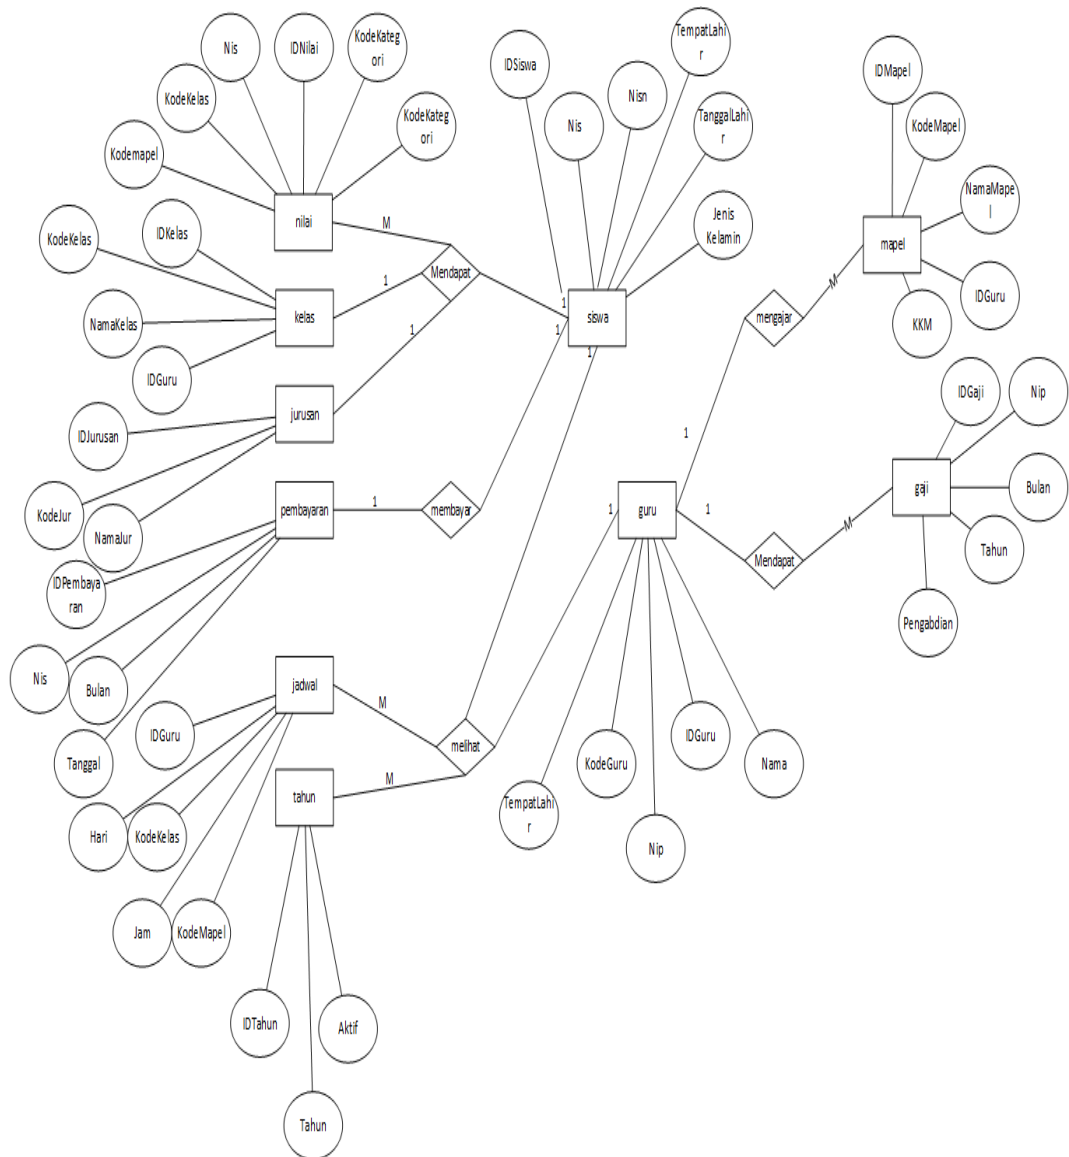 Nis
IDNilai
KodeKateg
ori
KodeKelas
KodeKateg
ori
Kodemapel
nilai
M
KodeKelas
IDKelas
NamaKelas
IDGuru
kelas
1
Mendapat
1
jurusan
IDJurusan
KodeJur
NamaJur
pembayaran
1
membayar
IDPembaya
ran
Nis
Bulan
Tanggal
IDSiswa
Nis
Nisn
TempatLahi
r
TanggalLahi
r
Jenis
Kelamin
1
siswa
1
1
IDMapel
KodeMapel
NamaMape
l
mapel
IDGuru
KKM
M
mengajar
1
IDGaji
Nip
gaji
Bulan
Tahun
Pengabdian
M
Mendapat
1
guru
1
TempatLahi
r
KodeGuru
Nip
IDGuru
Nama
jadwal
M
melihat
M
IDGuru
Hari
KodeKelas
Jam
KodeMapel
tahun
IDTahun
Aktif
Tahun